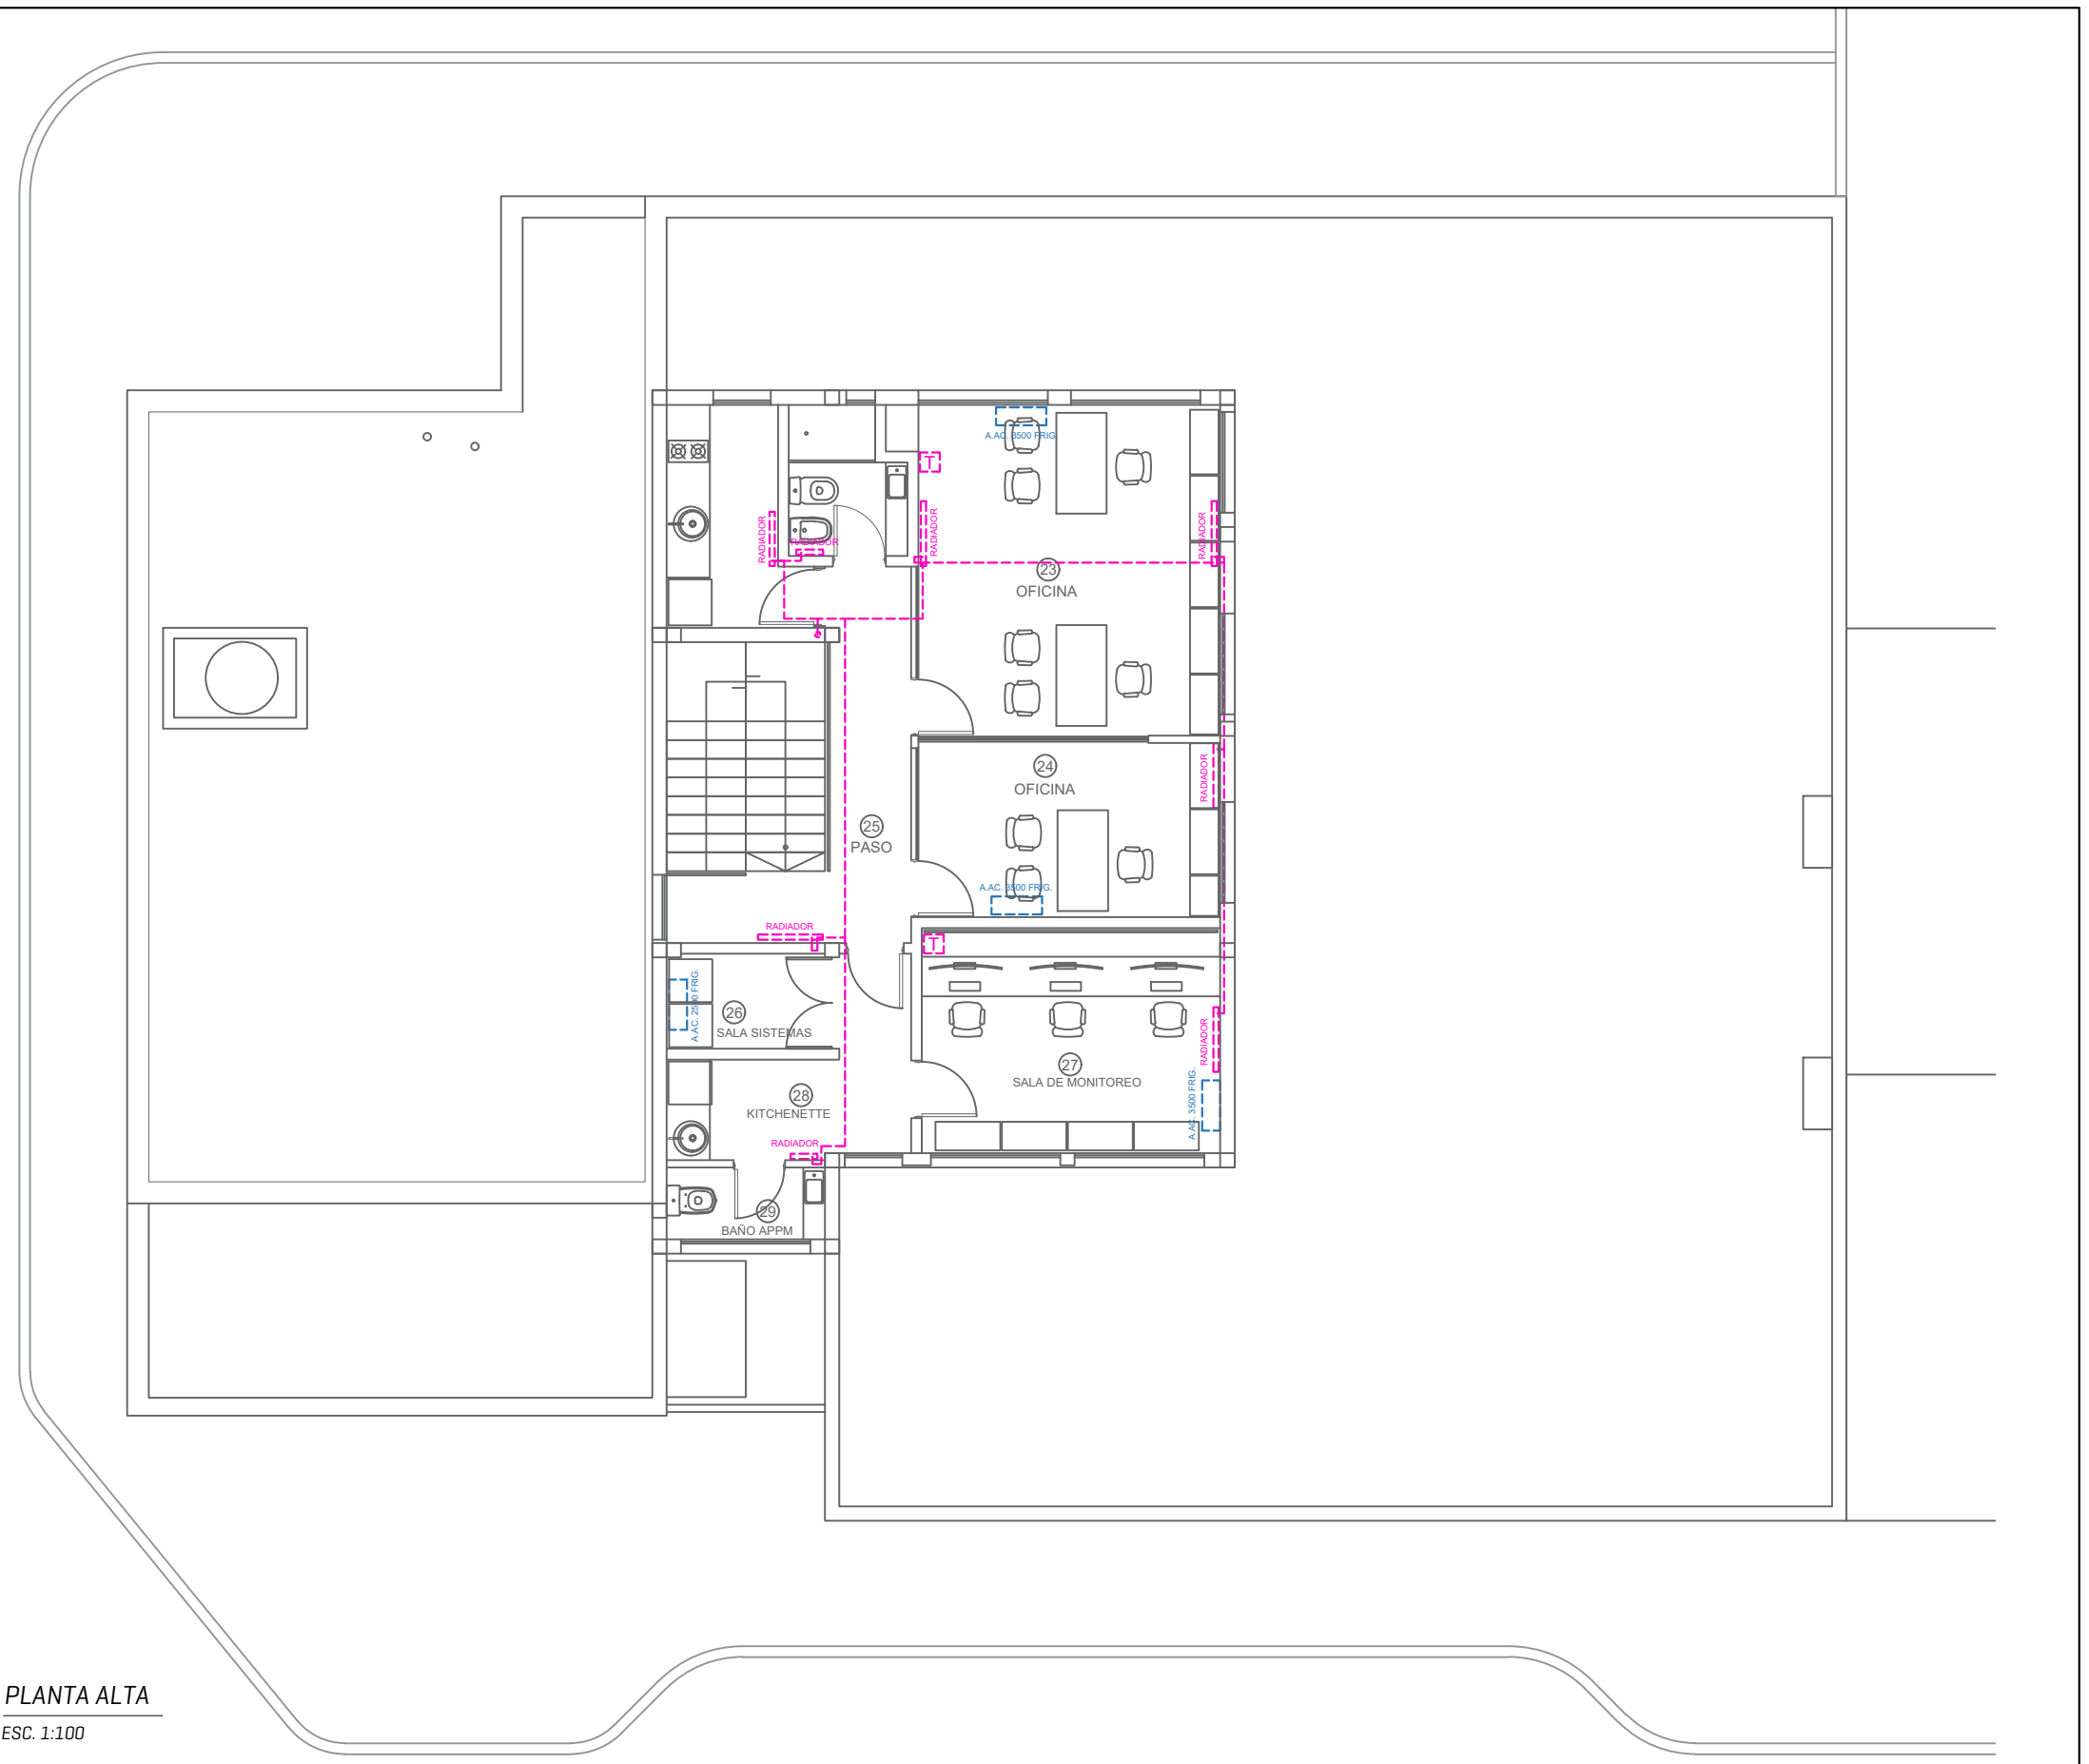 A.AC. 3500 FRIG.
T
RADIADOR
RADIADOR
RADIADOR
RADIADOR
23
OFICINA
24
OFICINA
RADIADOR
25
PASO
A.AC. 3500 FRIG.
RADIADOR
T
A.AC. 2500 FRIG.
26
SALA SISTEMAS
RADIADOR
27
SALA DE MONITOREO
A.AC. 3500 FRIG.
28
KITCHENETTE
RADIADOR
29
BAÑO APPM
PLANTA ALTA
ESC. 1:100